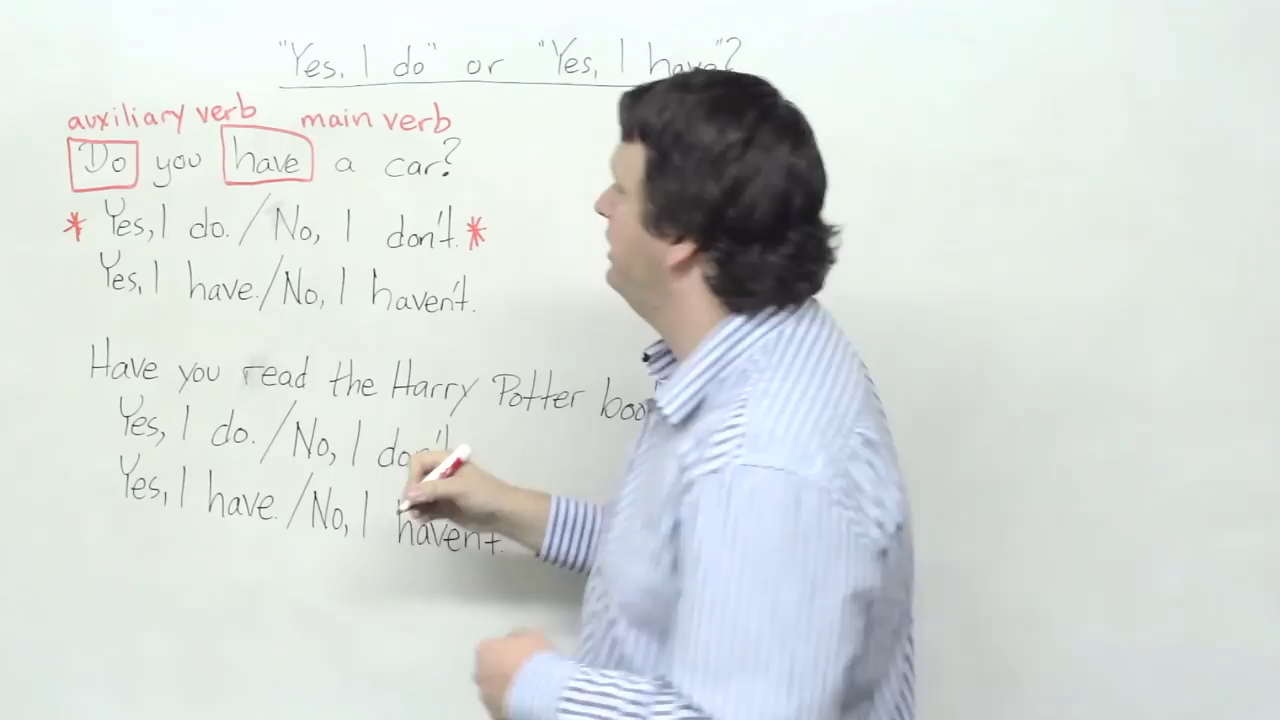 "Yes, I do" or "Yes, I have"?
auxiliary verb main verb
Do you have a car?
* Yes, I do. / No, I don't. *
Yes, I have. / No, I haven't.
Have you read the Harry Potter
Yes, I do. / No, I don't
Yes, I have. / No, I haven't.